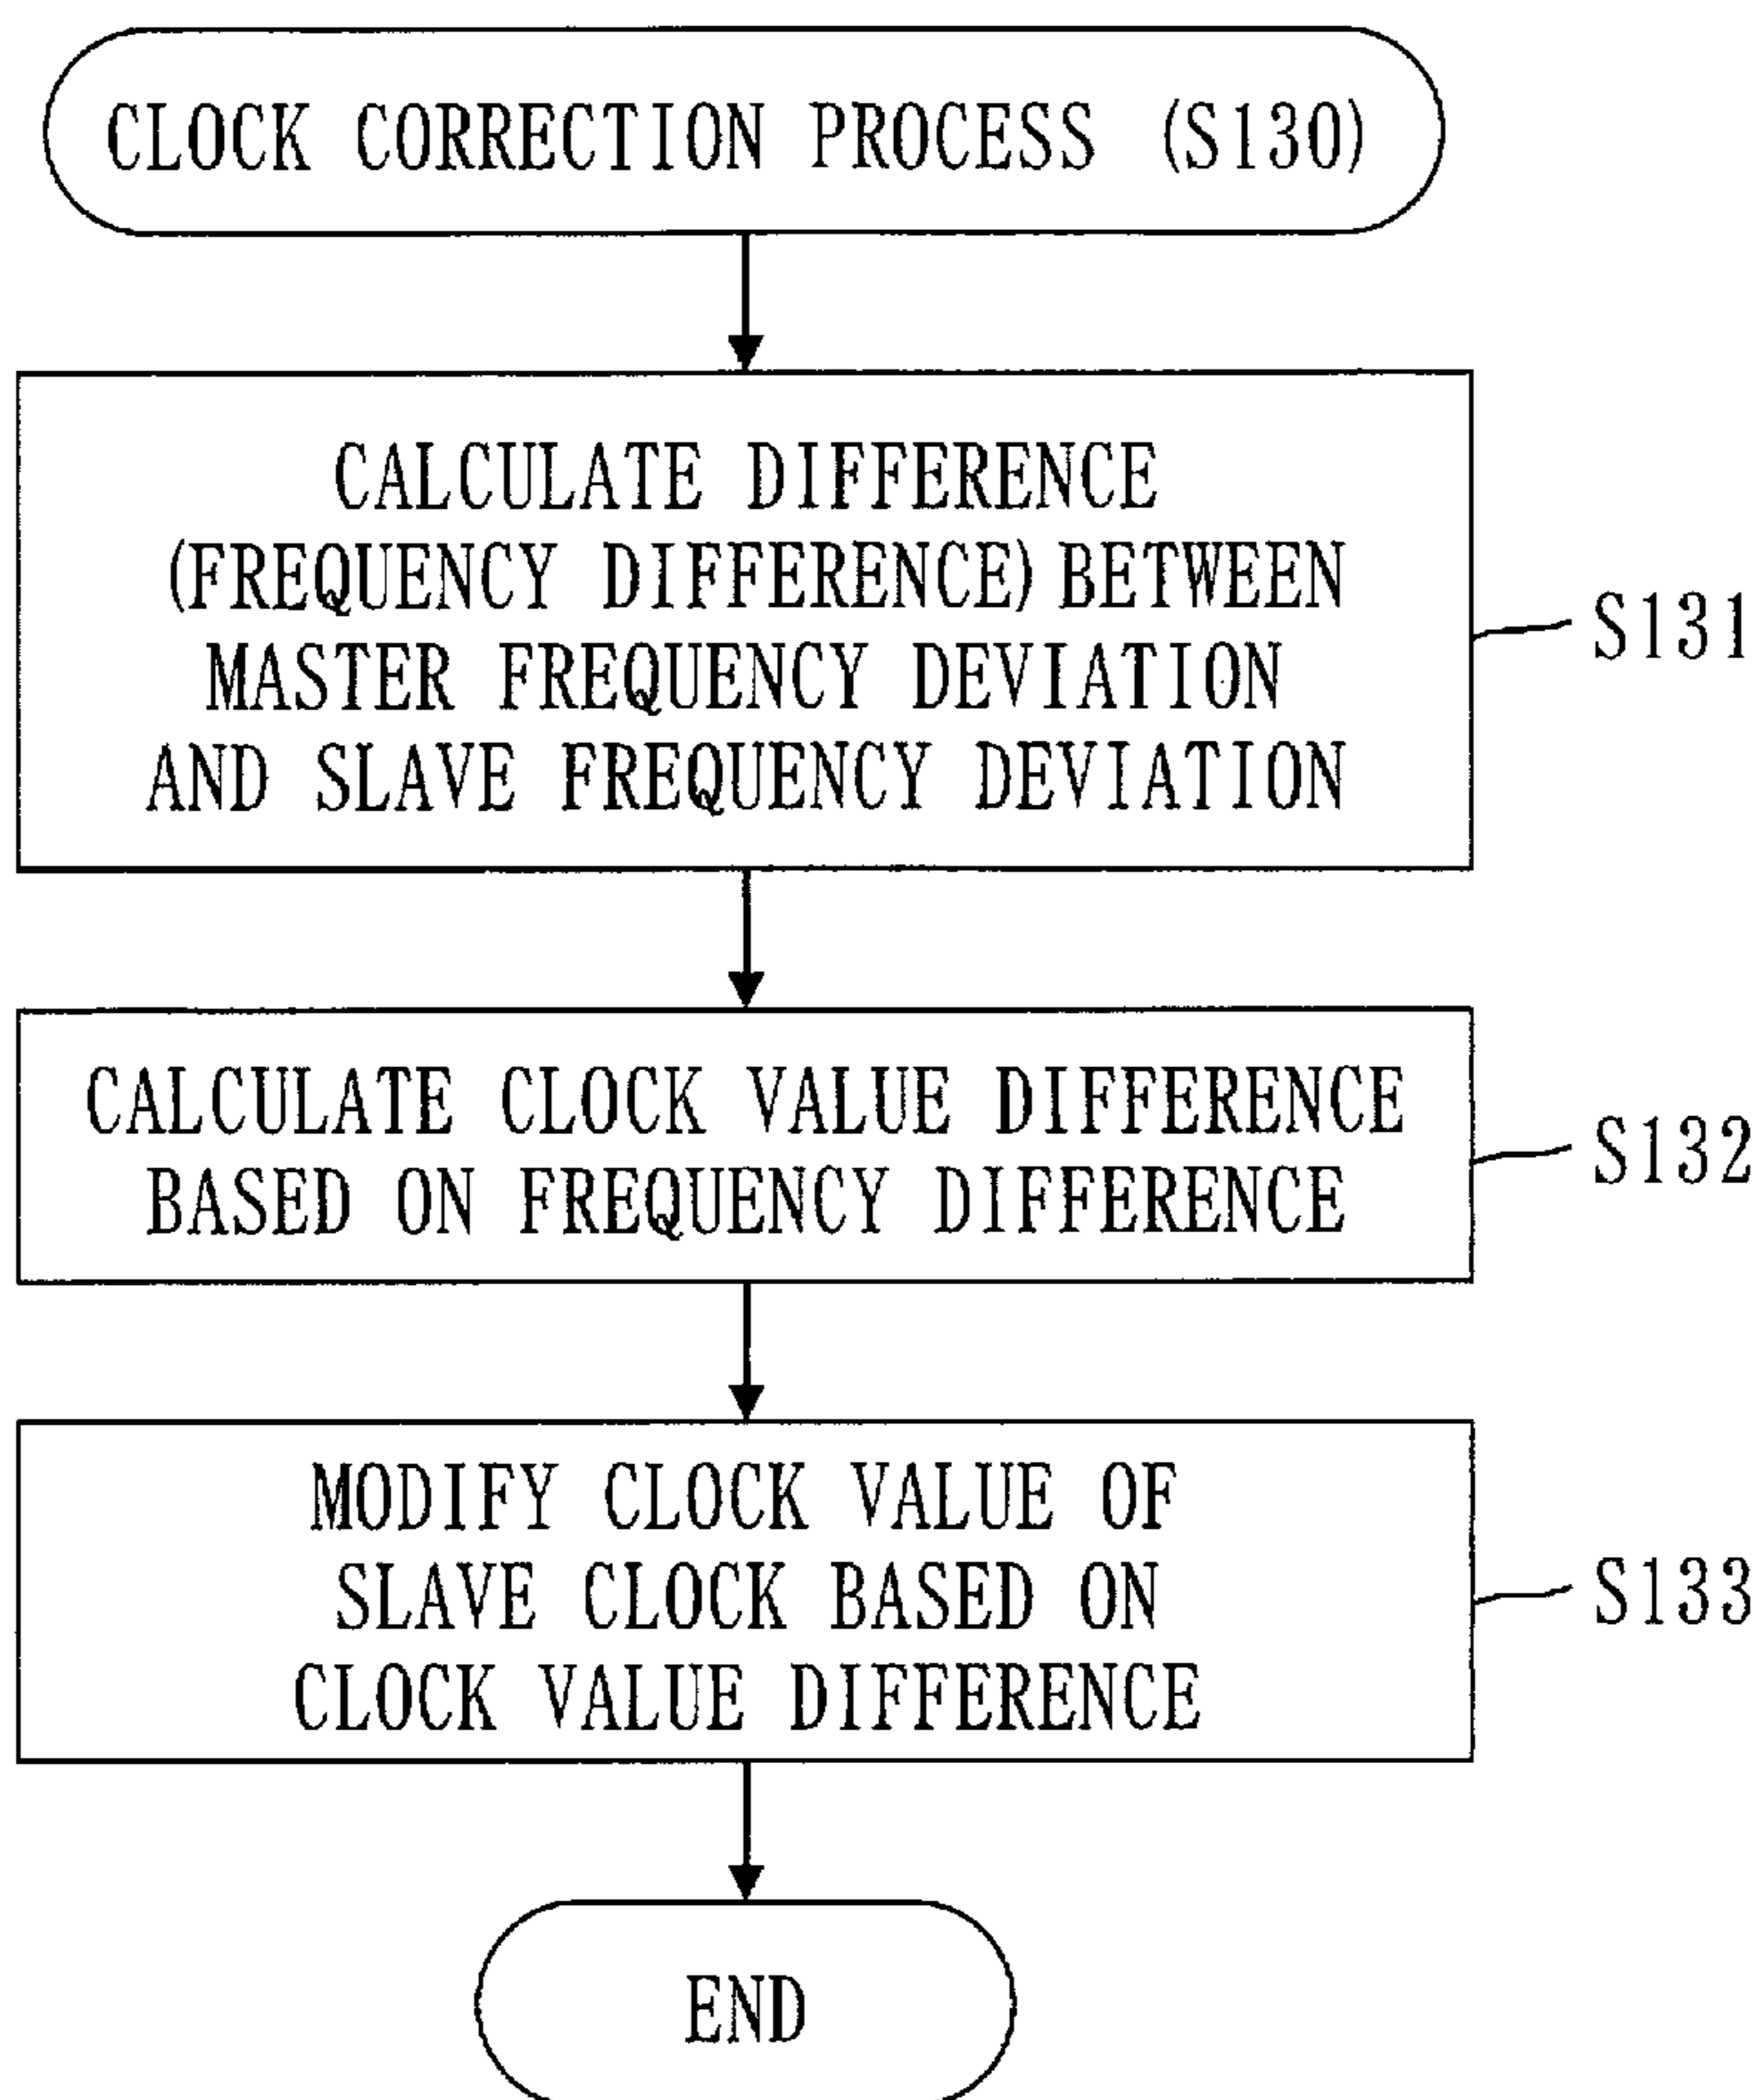 CLOCK CORRECTION PROCESS (S130)
CALCULATE DIFFERENCE
(FREQUENCY DIFFERENCE) BETWEEN
MASTER FREQUENCY DEVIATION
AND SLAVE FREQUENCY DEVIATION
S131
CALCULATE CLOCK VALUE DIFFERENCE
BASED ON FREQUENCY DIFFERENCE
S132
MODIFY CLOCK VALUE OF
SLAVE CLOCK BASED ON
CLOCK VALUE DIFFERENCE
S133
END